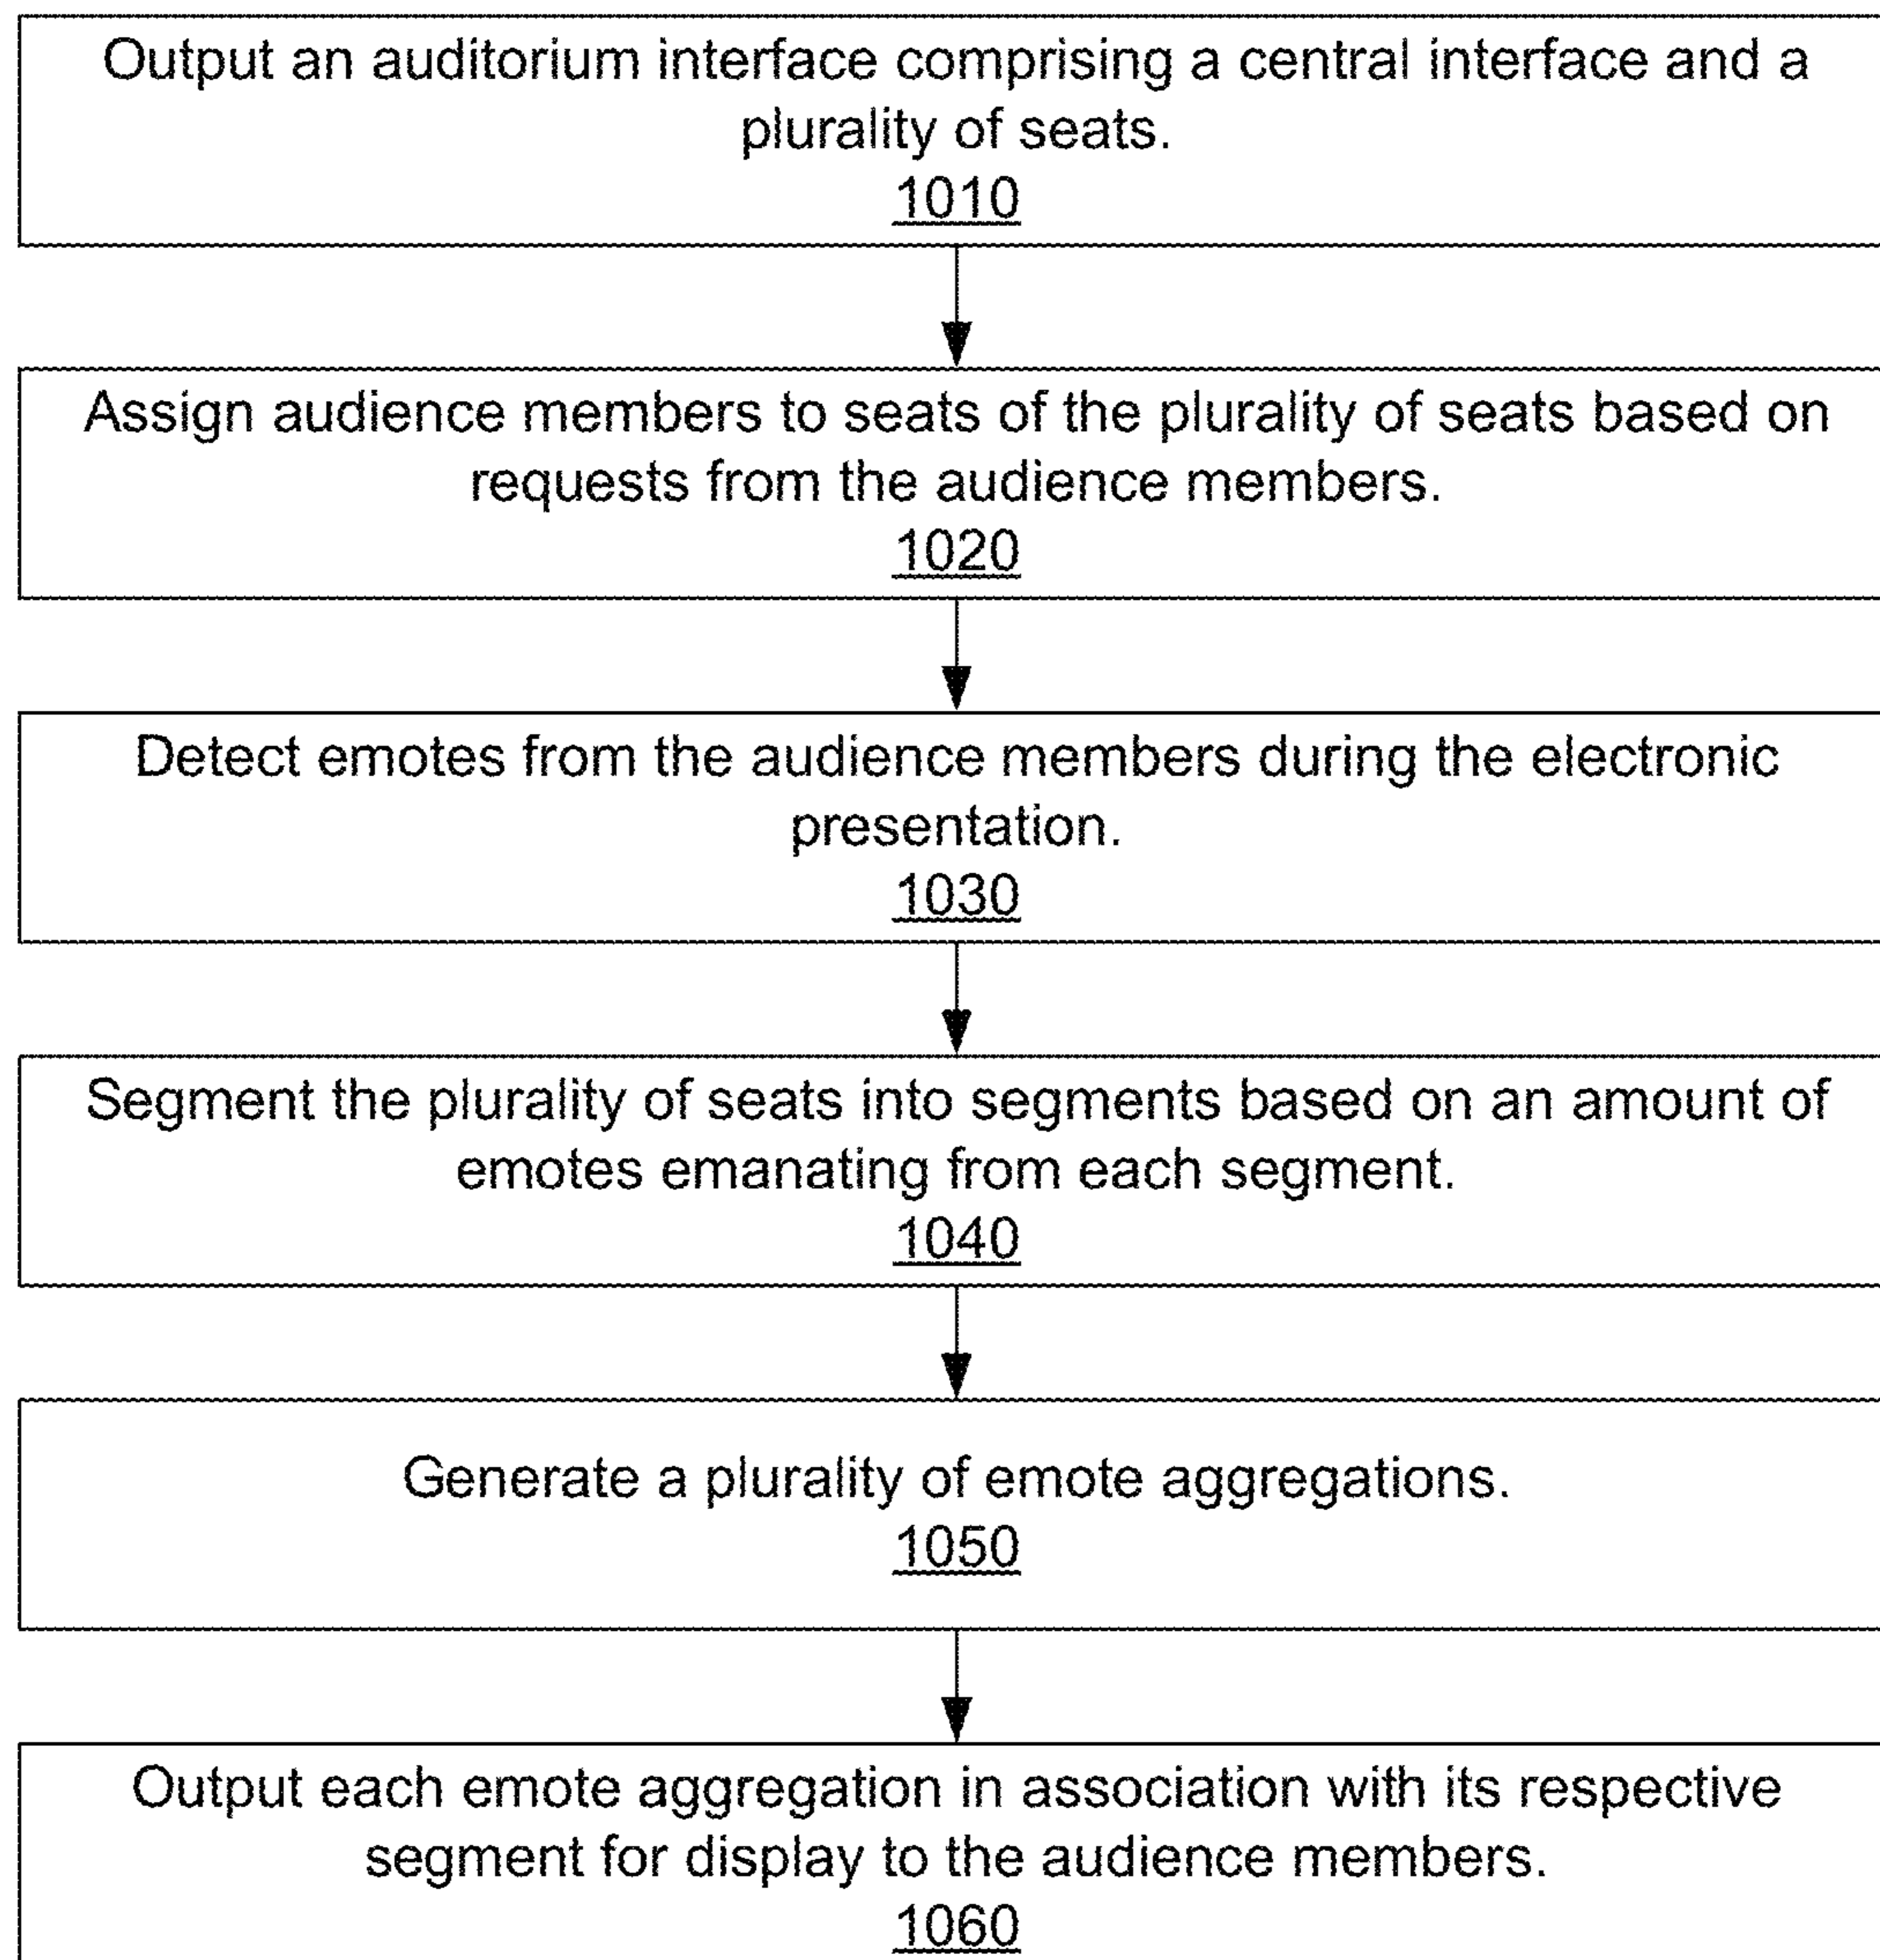 Output an auditorium interface comprising a central interface and a
plurality of seats.
1010
Assign audience members to seats of the plurality of seats based on
requests from the audience members.
1020
Detect emotes from the audience members during the electronic
presentation.
1030
Segment the plurality of seats into segments based on an amount of
emotes emanating from each segment.
1040
Generate a plurality of emote aggregations.
1050
Output each emote aggregation in association with its respective
segment for display to the audience members.
1060